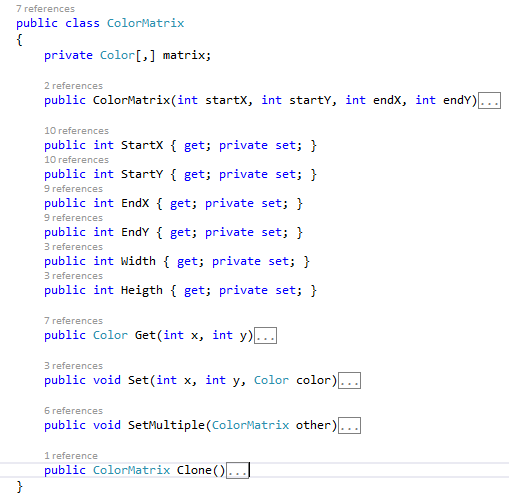 7 references
public class ColorMatrix
{
private Color[,] matrix;
2 references
public ColorMatrix(int startX, int startY, int endX, int endY)...
10 references
public int StartX { get; private set; }
10 references
public int StartY { get; private set; }
9 references
public int EndX { get; private set; }
9 references
public int EndY { get; private set; }
3 references
public int Width { get; private set; }
3 references
public int Heigth { get; private set; }
7 references
public Color Get(int x, int y)...
3 references
public void Set(int x, int y, Color color)...
6 references
public void SetMultiple(ColorMatrix other)...
1 reference
public ColorMatrix Clone()...
}